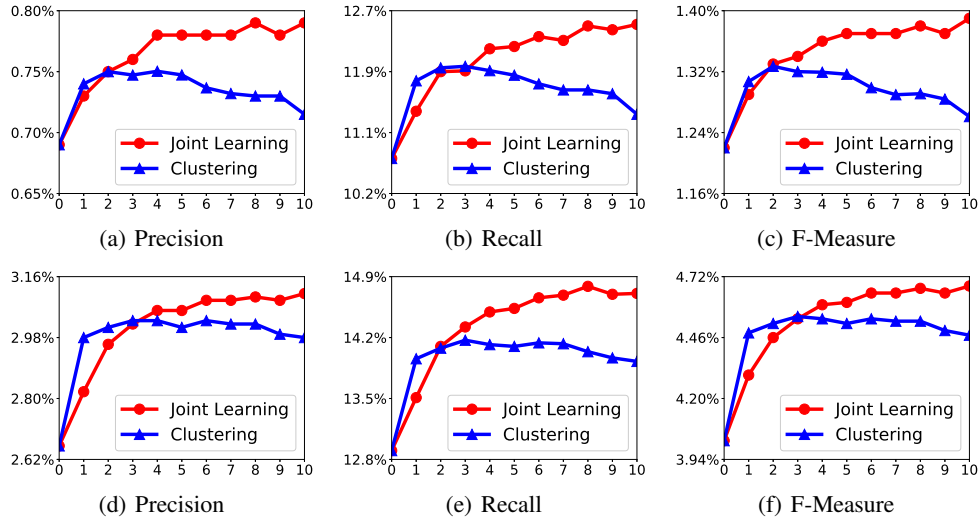 0.80%
0.75%
0.70%
0.65%
0 1 2 3 4 5 6 7 8 9 10
Joint Learning
Clustering
(a) Precision
12.7%
11.9%
11.1%
10.2%
0 1 2 3 4 5 6 7 8 9 10
Joint Learning
Clustering
(b) Recall
1.40%
1.32%
1.24%
1.16%
0 1 2 3 4 5 6 7 8 9 10
Joint Learning
Clustering
(c) F-Measure
3.16%
2.98%
2.80%
2.62%
0 1 2 3 4 5 6 7 8 9 10
Joint Learning
Clustering
(d) Precision
14.9%
14.2%
13.5%
12.8%
0 1 2 3 4 5 6 7 8 9 10
Joint Learning
Clustering
(e) Recall
4.72%
4.46%
4.20%
3.94%
0 1 2 3 4 5 6 7 8 9 10
Joint Learning
Clustering
(f) F-Measure